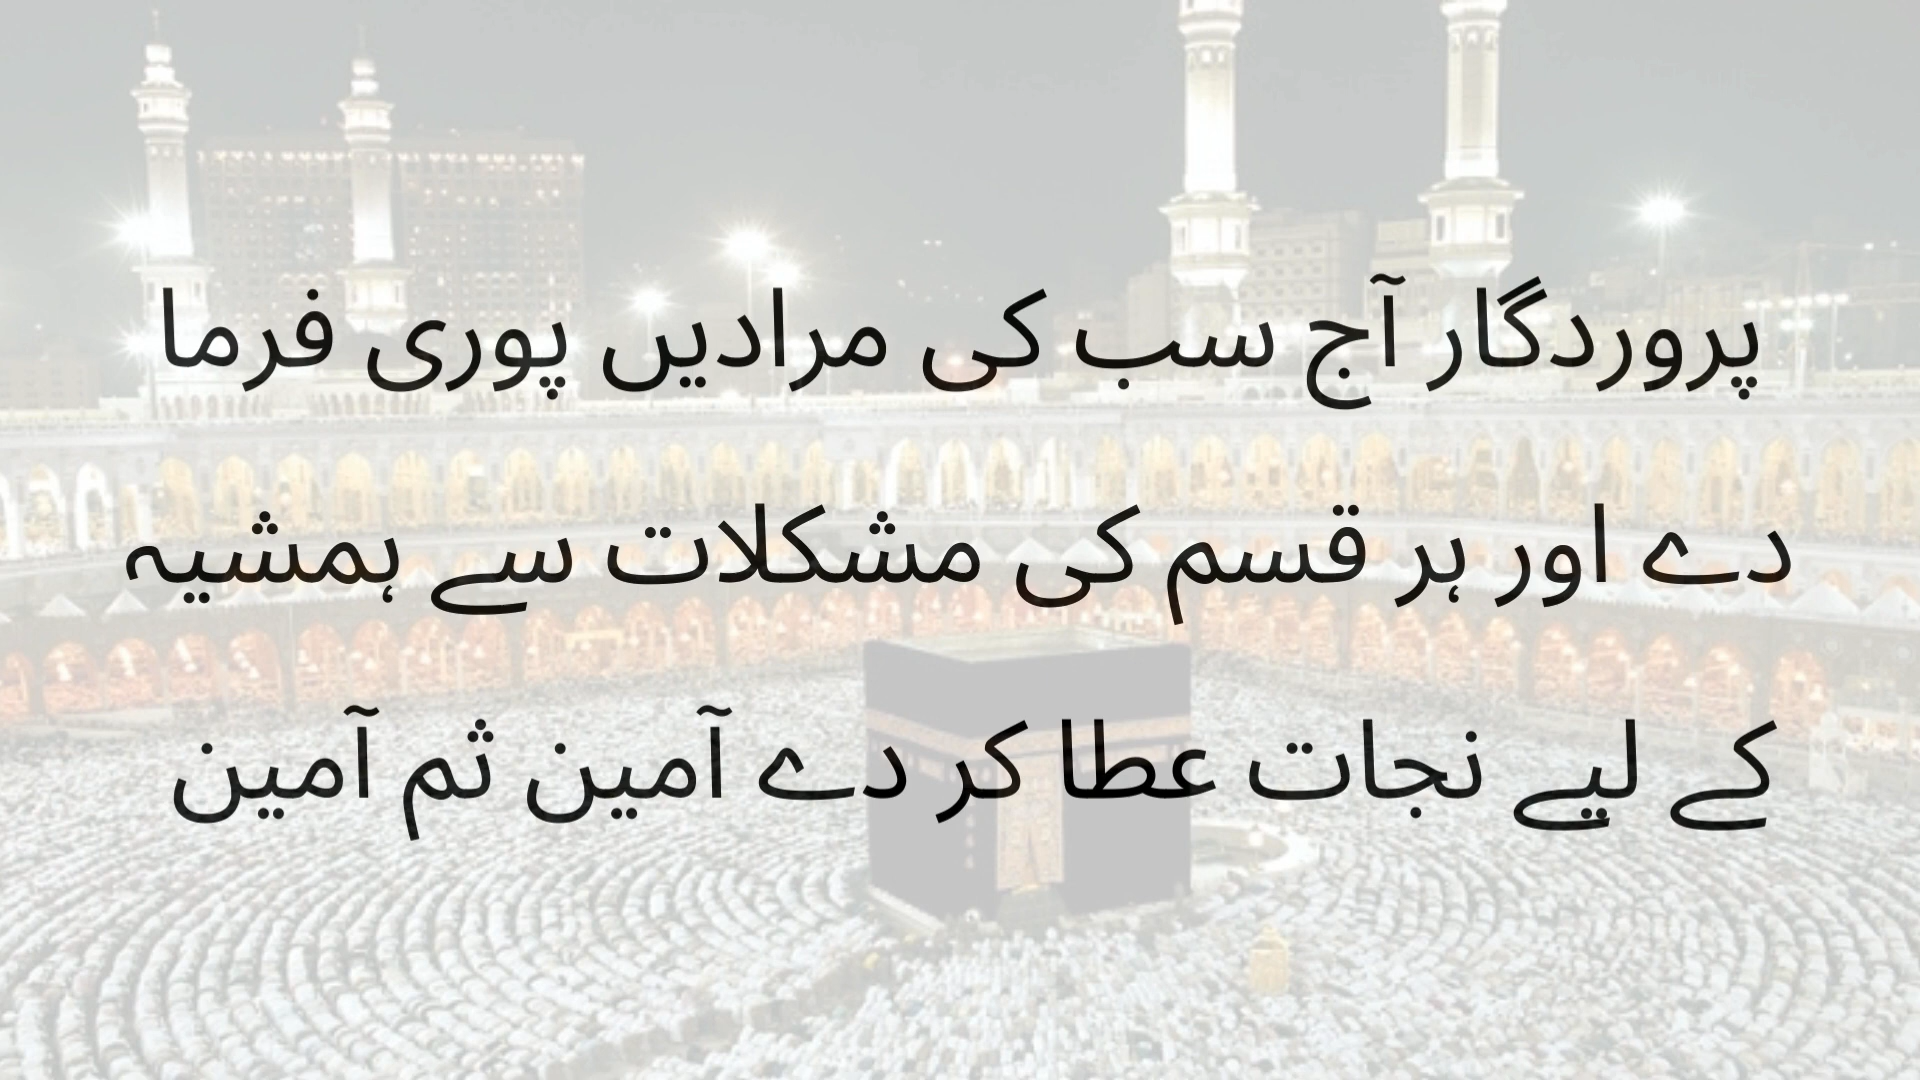 پروردگار آج سب کی مرادیں پوری فرما
دے اور ہر قسم کی مشکلات سے ہمشیہ
کے لیے نجات عطا کر دے آمین ثم آمین